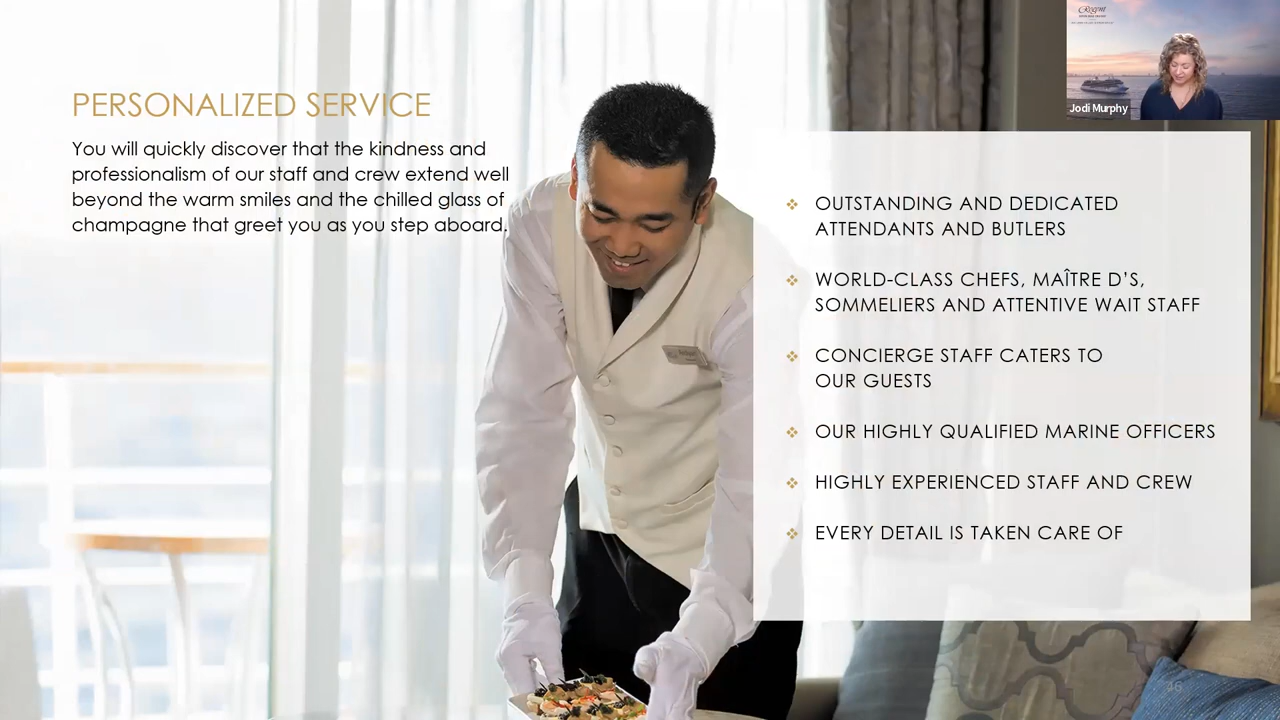 Regent
Jodi Murphy
PERSONALIZED SERVICE
You will quickly discover that the kindness and
professionalism of our staff and crew extend well
beyond the warm smiles and the chilled glass of
champagne that greet you as you step aboard.
OUTSTANDING AND DEDICATED
ATTENDANTS AND BUTLERS
WORLD-CLASS CHEFS, MAÎTRE D’S,
SOMMELIERS AND ATTENTIVE WAIT STAFF
CONCIERGE STAFF CATERS TO
OUR GUESTS
OUR HIGHLY QUALIFIED MARINE OFFICERS
HIGHLY EXPERIENCED STAFF AND CREW
EVERY DETAIL IS TAKEN CARE OF
46